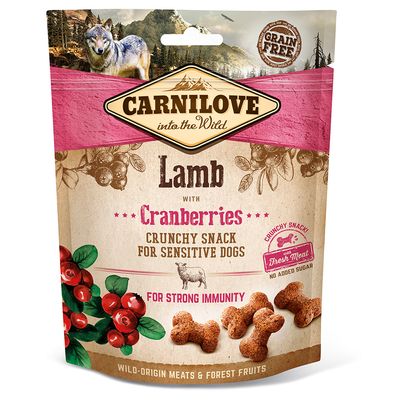 GRAIN
FREE
CARNILOVE
into the Wild
Lamb
WITH
Cranberries
CRUNCHY SNACK
FOR SENSITIVE DOGS
CRUNCHY SNACK!
WITH
Fresh Meat
NO ADDED SUGAR
FOR STRONG IMMUNITY
WILD-ORIGIN MEATS & FOREST FRUITS